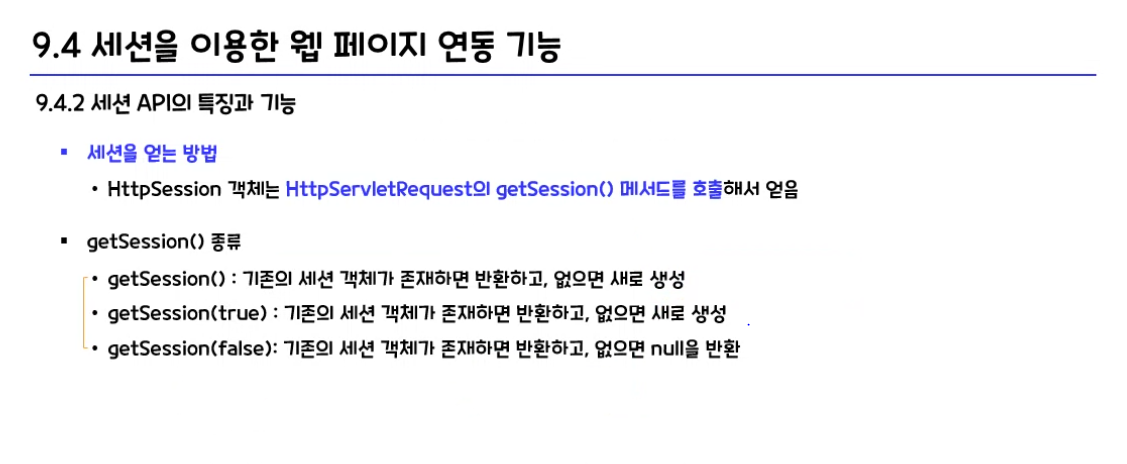 9.4 세션을 이용한 웹 페이지 연동 기능
9.4.2 세션 API의 특징과 기능
▪ 세션을 얻는 방법
• HttpSession 객체는 HttpServletRequest의 getSession() 메서드를 호출해서 얻음
▪ getSession() 종류
• getSession() : 기존의 세션 객체가 존재하면 반환하고, 없으면 새로 생성
• getSession(true) : 기존의 세션 객체가 존재하면 반환하고, 없으면 새로 생성
• getSession(false): 기존의 세션 객체가 존재하면 반환하고, 없으면 null을 반환